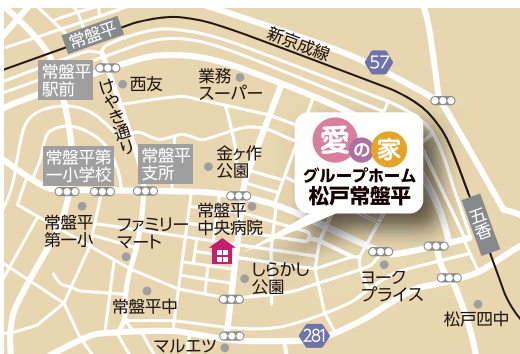 常盤平
新京成線
57
常盤平
駅前
西友
業務
スーパー
けやき通り
愛の家
グループホーム
松戸常盤平
常盤平第
一小学校
常盤平
支所
金ヶ作
公園
常盤平
第一小
ファミリー
マート
常盤平
中央病院
五香
しらかし
公園
ヨーク
プライス
常盤平中
松戸四中
281
マルエツ